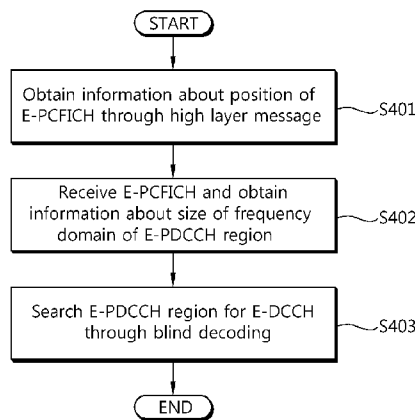 START
Obtain information about position of
E-PCFICH through high layer message
S401
Receive E-PCFICH and obtain
information about size of frequency
domain of E-PDCCH region
S402
Search E-PDCCH region for E-DCCH
through blind decoding
S403
END